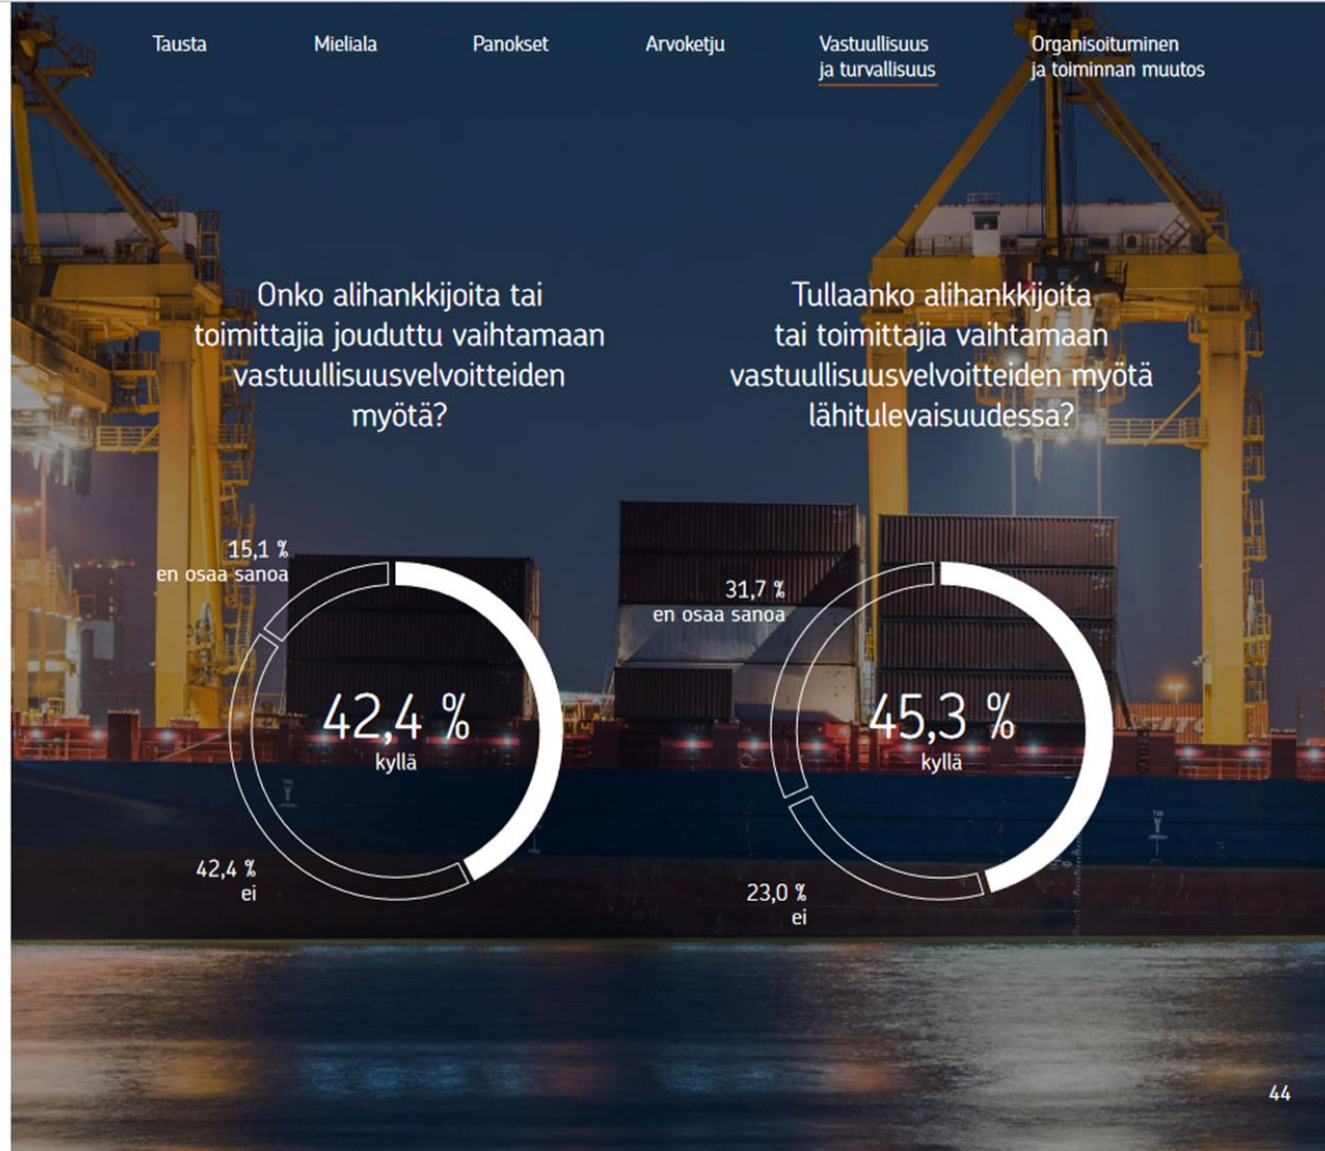 Tausta
Mieliala
Panokset
Arvoketju
Vastuullisuus
ja turvallisuus
Organisoituminen
ja toiminnan muutos
Onko alihankkijoita tai
toimittajia jouduttu vaihtamaan
vastuullisuusvelvoitteiden
myötä?
15,1 %
en osaa sanoa
42,4 %
kyllä
42,4 %
ei
Tullaanko alihankkijoita
tai toimittajia vaihtamaan
vastuullisuusvelvoitteiden myötä
lähitulevaisuudessa?
31,7 %
en osaa sanoa
45,3 %
kyllä
23,0 %
ei
44